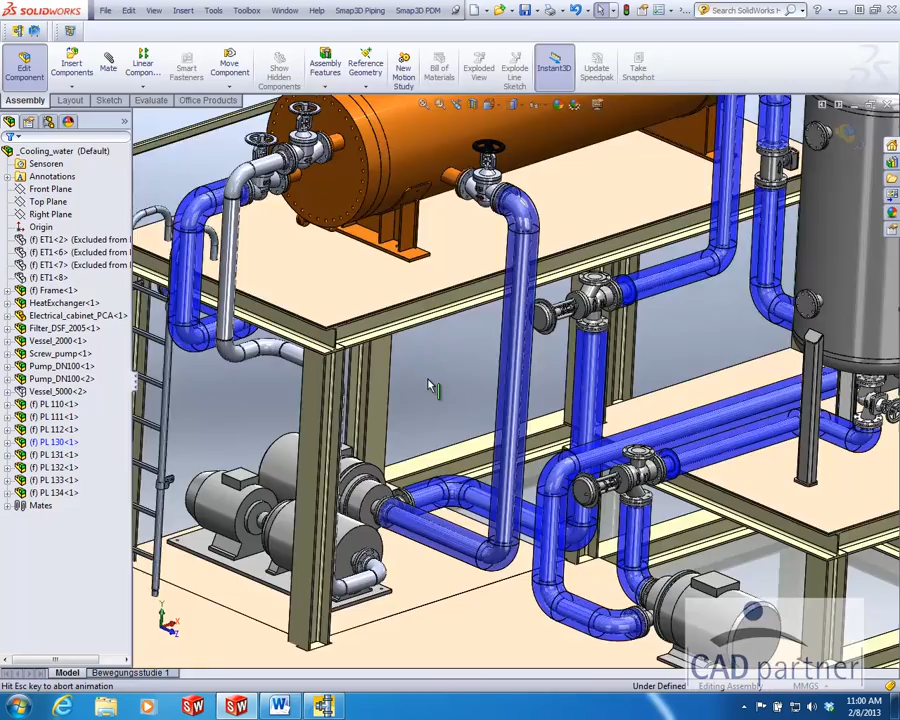 SOLIDWORKS
File Edit View Insert Tools Toolbox Window Help Smap3D Piping Smap3D PDM
Search SolidWorks
Edit Component
Insert Components
Mate
Linear Compon...
Smart Fasteners
Move Component
Show Hidden Components
Assembly Features
Reference Geometry
New Motion Study
Bill of Materials
Exploded View
Explode Line Sketch
Instant3D
Update Speedpak
Take Snapshot
Assembly Layout Sketch Evaluate Office Products
_Cooling_water (Default)
Sensoren
Annotations
Front Plane
Top Plane
Right Plane
Origin
(f) ET1<2> (Excluded from
(f) ET1<6> (Excluded from
(f) ET1<7> (Excluded from
(f) ET1<8>
(f) Frame<1>
HeatExchanger<1>
Electrical_cabinet_PCA<1>
Filter_DSF_2005<1>
Vessel_2000<1>
Screw_pump<1>
Pump_DN100<1>
Pump_DN100<2>
Vessel_5000<2>
(f) PL 110<1>
(f) PL 111<1>
(f) PL 112<1>
(f) PL 130<1>
(f) PL 131<1>
(f) PL 132<1>
(f) PL 133<1>
(f) PL 134<1>
Mates
Y
X
Z
CAD partner
Model Bewegungsstudie 1
Hit Esc key to abort animation
Under Defined Editing Assembly MMGS
11:00 AM
2/8/2013